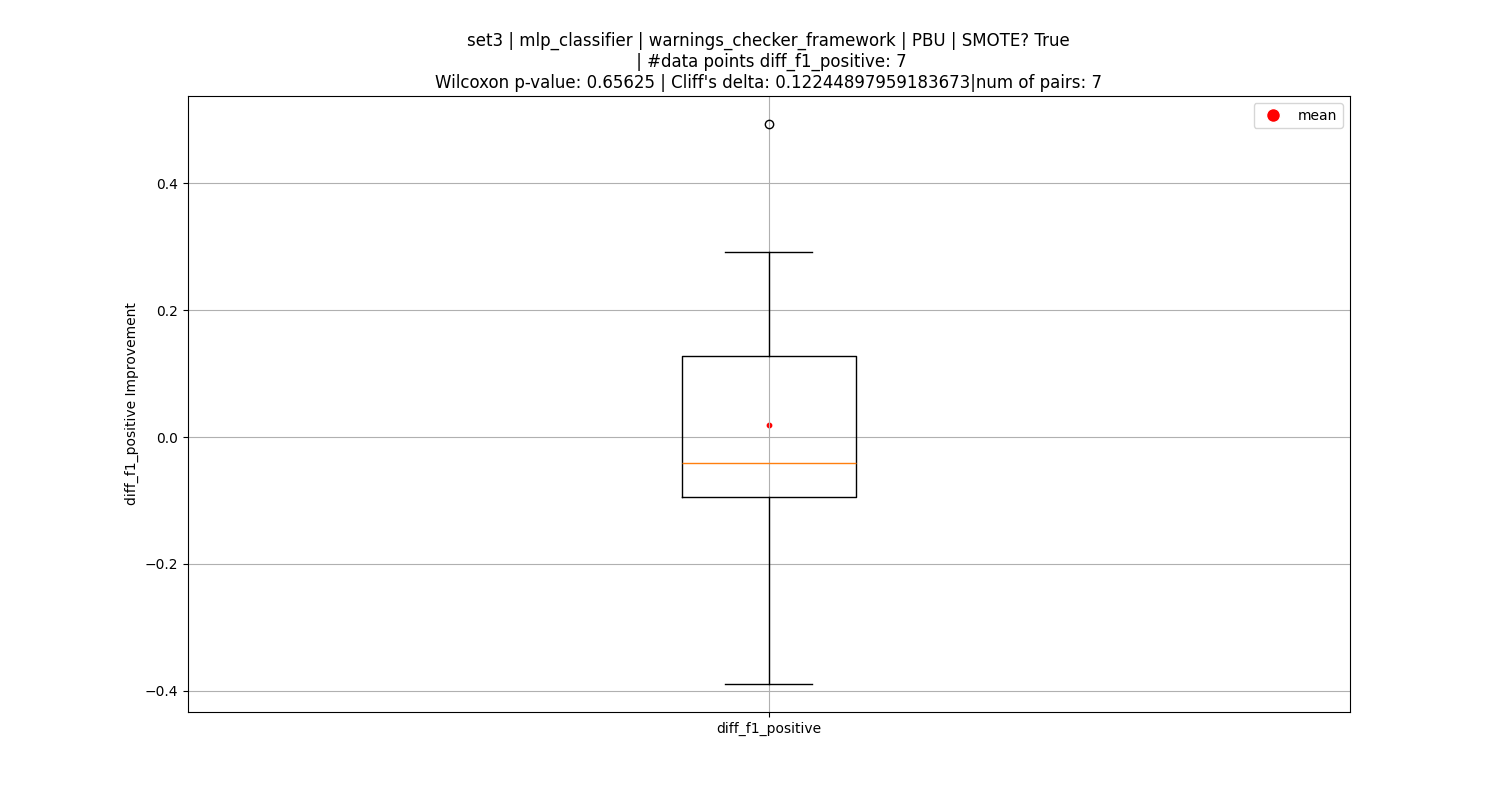 set3 | mlp_classifier | warnings_checker_framework | PBU | SMOTE? True
| #data points diff_f1_positive: 7
Wilcoxon p-value: 0.65625 | Cliff's delta: 0.12244897959183673|num of pairs: 7
mean
0.4
0.2
0.0
−0.2
−0.4
diff_f1_positive Improvement
diff_f1_positive